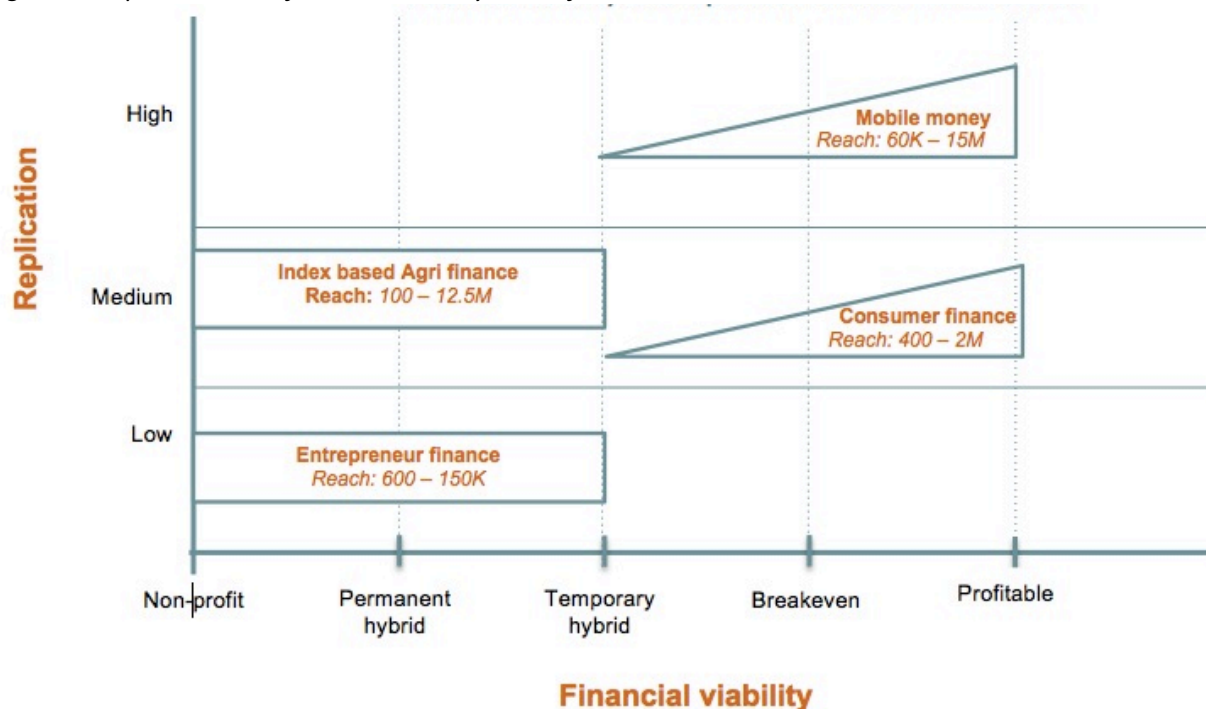 High
Mobile money
Reach: 60K – 15M
Replication
Index based Agri finance
Reach: 100 – 12.5M
Medium
Consumer finance
Reach: 400 – 2M
Low
Entrepreneur finance
Reach: 600 – 150K
Non-profit
Permanent
hybrid
Temporary
hybrid
Breakeven
Profitable
Financial viability